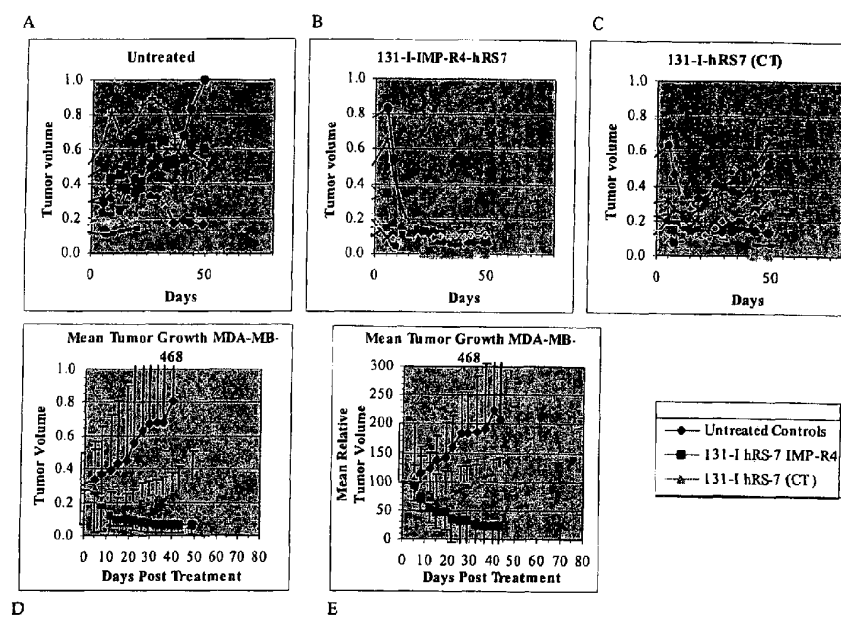 A
B
C
Untreated
131-I-IMP-R4-hRS7
131-I-hRS7 (CT)
Tumor volume
1.0
0.8
0.6
0.4
0.2
0.0
0
50
Days
Tumor volume
1.0
0.8
0.6
0.4
0.2
0.0
0
50
Days
Tumor volume
1.0
0.8
0.6
0.4
0.2
0.0
0
50
Days
Mean Tumor Growth MDA-MB-
468
Tumor Volume
1.0
0.8
0.6
0.4
0.2
0.0
0 10 20 30 40 50 60 70 80
Days Post Treatment
Mean Tumor Growth MDA-MB-
468
Mean Relative
Tumor Volume
300
250
200
150
100
50
0
0 10 20 30 40 50 60 70 80
Days Post Treatment
Untreated Controls
131-I hRS-7 IMP-R4
131-I hRS-7 (CT)
D
E